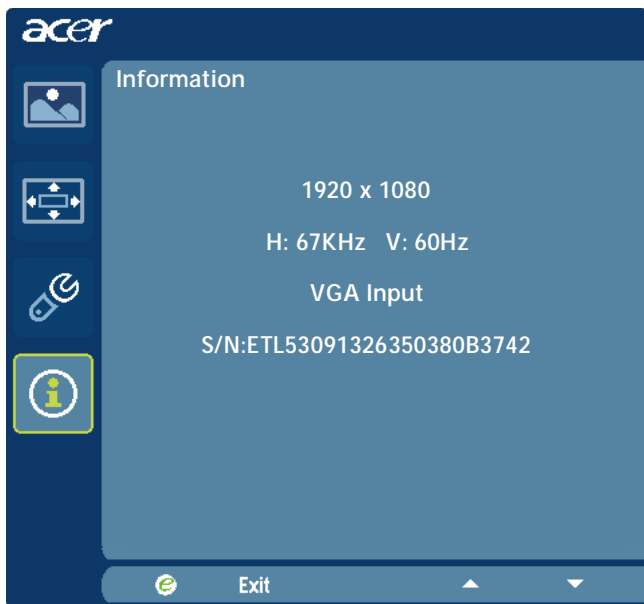 acer
Information
1920 x 1080
H: 67KHz V: 60Hz
VGA Input
S/N:ETL53091326350380B3742
e Exit